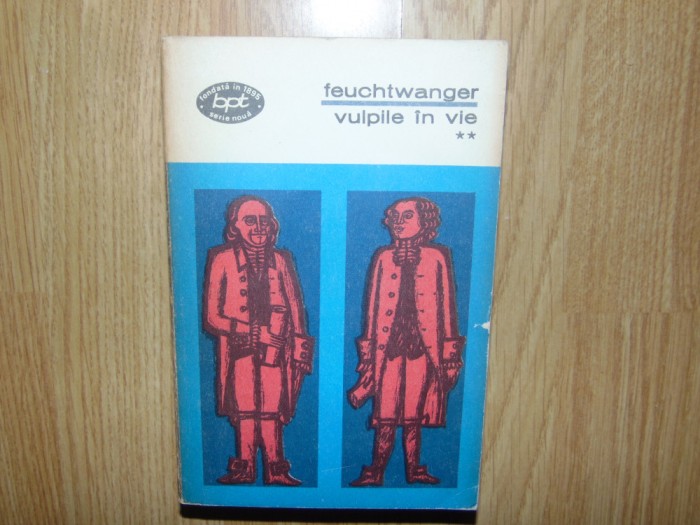 fondată în 1895
bpt
serie nouă
feuchtwanger
vulpile în vie
**